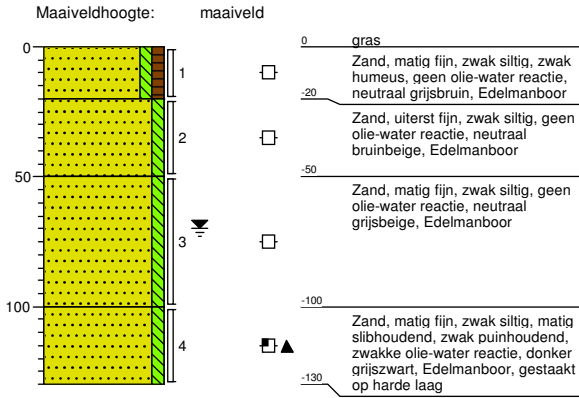 Maaiveldhoogte: maaiveld
0
50
100
1
2
3
4
0 gras
Zand, matig fijn, zwak siltig, zwak
humeus, geen olie-water reactie,
neutraal grijsbruin, Edelmanboor
-20
Zand, uiterst fijn, zwak siltig, geen
olie-water reactie, neutraal
bruinbeige, Edelmanboor
-50
Zand, matig fijn, zwak siltig, geen
olie-water reactie, neutraal
grijsbeige, Edelmanboor
-100
Zand, matig fijn, zwak siltig, matig
slibhoudend, zwak puinhoudend,
zwakke olie-water reactie, donker
grijszwart, Edelmanboor, gestaakt
op harde laag
-130